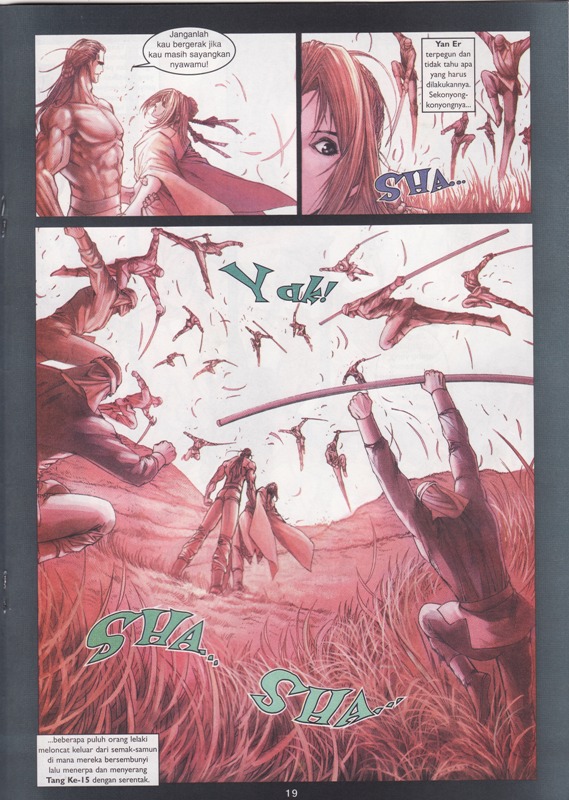 Janganlah
kau bergerak jika
kau masih sayangkan
nyawamu!
Yan Er
terpegun dan
tidak tahu apa
yang harus
dilakukannya.
Sekonyong-
konyongnya...
SHA...
Yak!
SHA...
SHA...
...beberapa puluh orang lelaki
meloncat keluar dari semak-samun
di mana mereka bersembunyi
lalu menerpa dan menyerang
Tang Ke-15 dengan serentak.
19